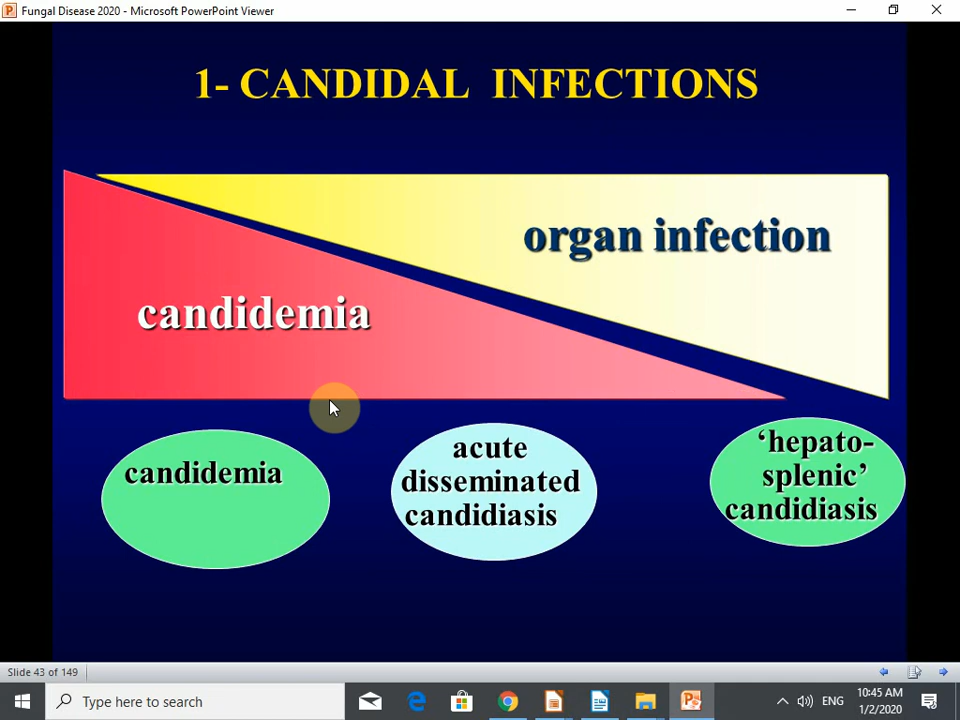 Fungal Disease 2020 - Microsoft PowerPoint Viewer
1- CANDIDAL INFECTIONS
organ infection
candidemia
candidemia
acute
disseminated
candidiasis
‘hepato-
splenic’
candidiasis
Slide 43 of 149
Type here to search
ENG
10:45 AM
1/2/2020